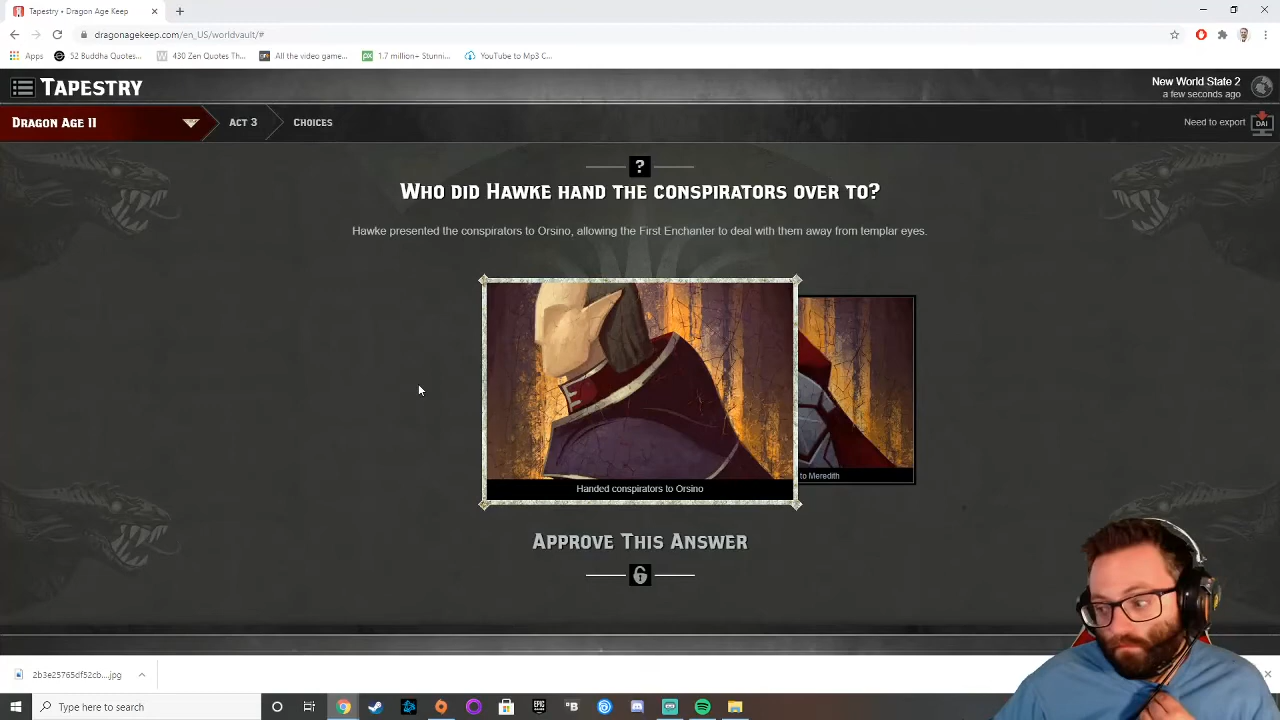 Tapestry • Dragon Age Keep
dragonagekeep.com/en_US/worldvault/#
Apps
52 Buddha Quotes...
430 Zen Quotes Th...
All the video game...
1.7 million+ Stunni...
YouTube to Mp3 C...
TAPESTRY
New World State 2
a few seconds ago
DRAGON AGE II
ACT 3
CHOICES
Need to export
DAI
?
WHO DID HAWKE HAND THE CONSPIRATORS OVER TO?
Hawke presented the conspirators to Orsino, allowing the First Enchanter to deal with them away from templar eyes.
Handed conspirators to Orsino
to Meredith
APPROVE THIS ANSWER
2b3e25765df52cb....jpg
Type here to search
EPIC
B